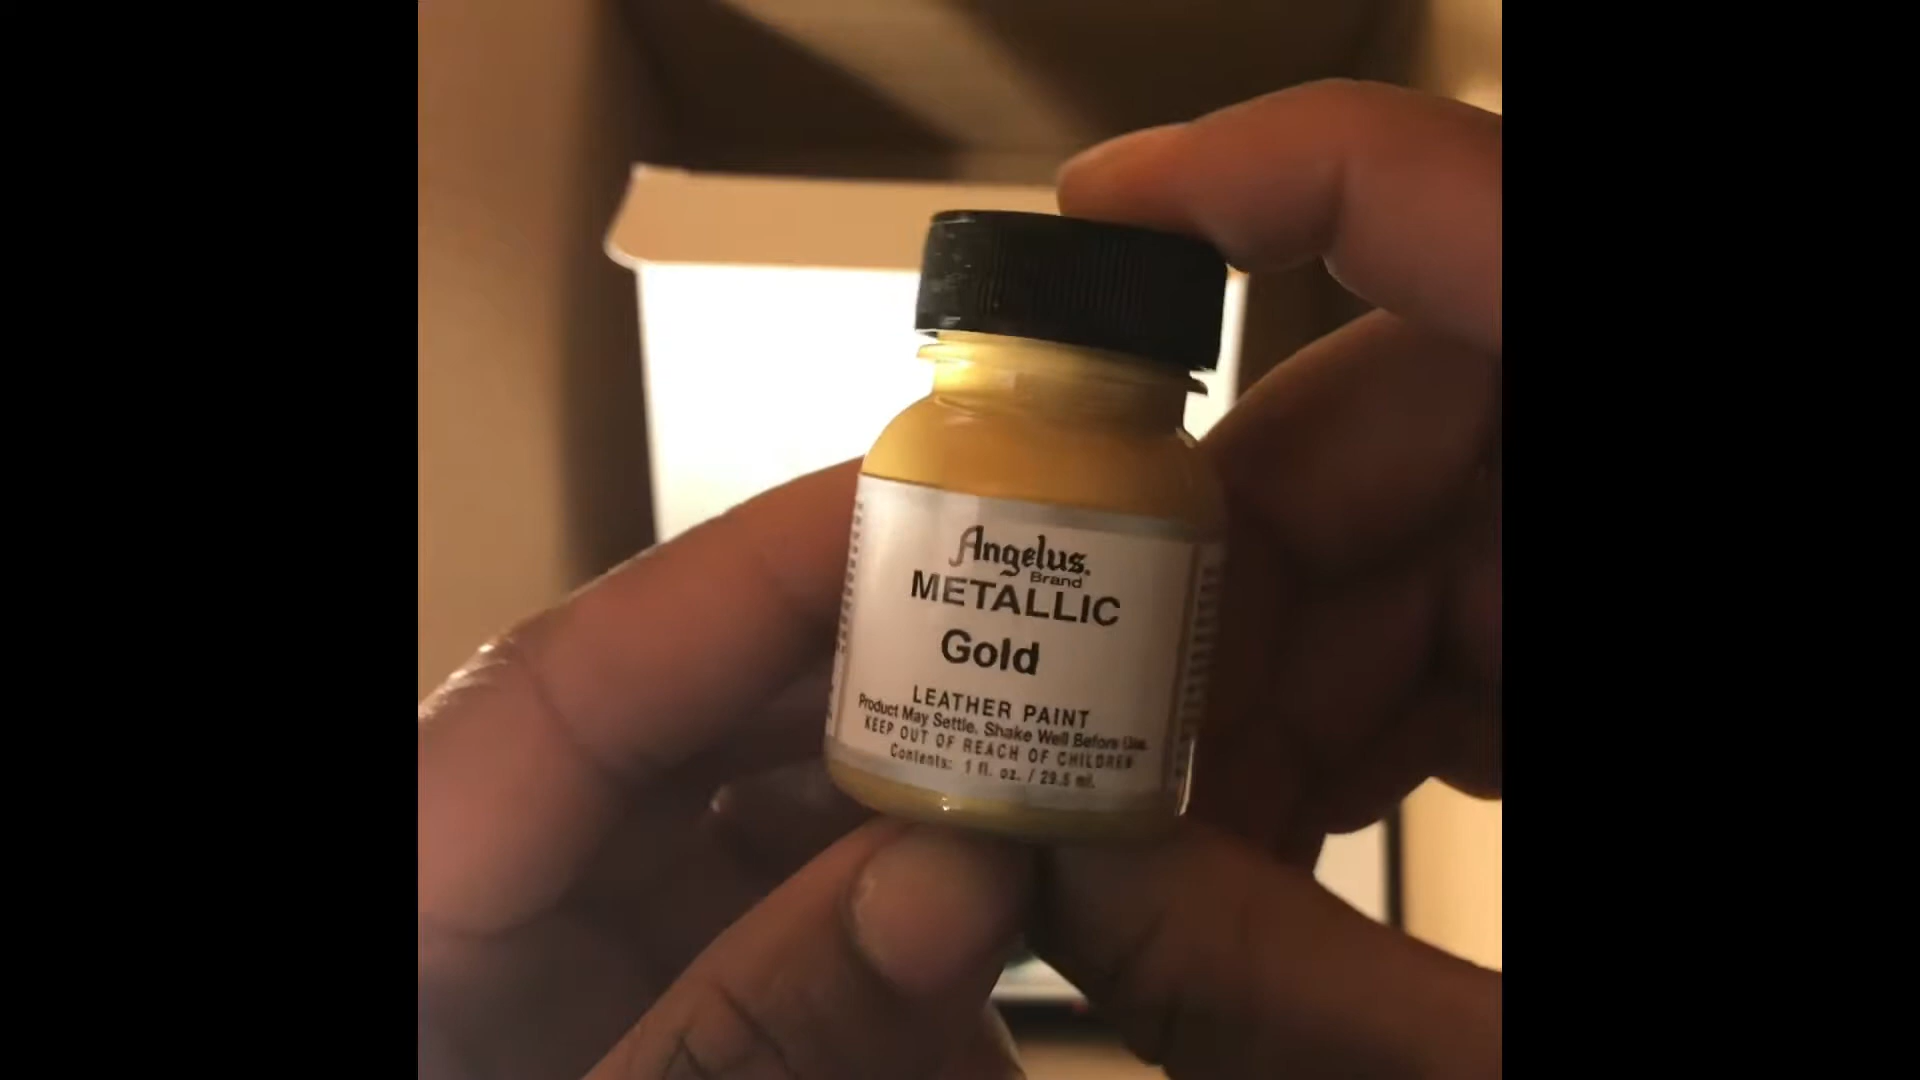 Angelus
Brand
METALLIC
Gold
LEATHER PAINT
Product May Settle. Shake Well Before Use.
KEEP OUT OF REACH OF CHILDREN
Contents: 1 fl. oz. / 29.5 ml.